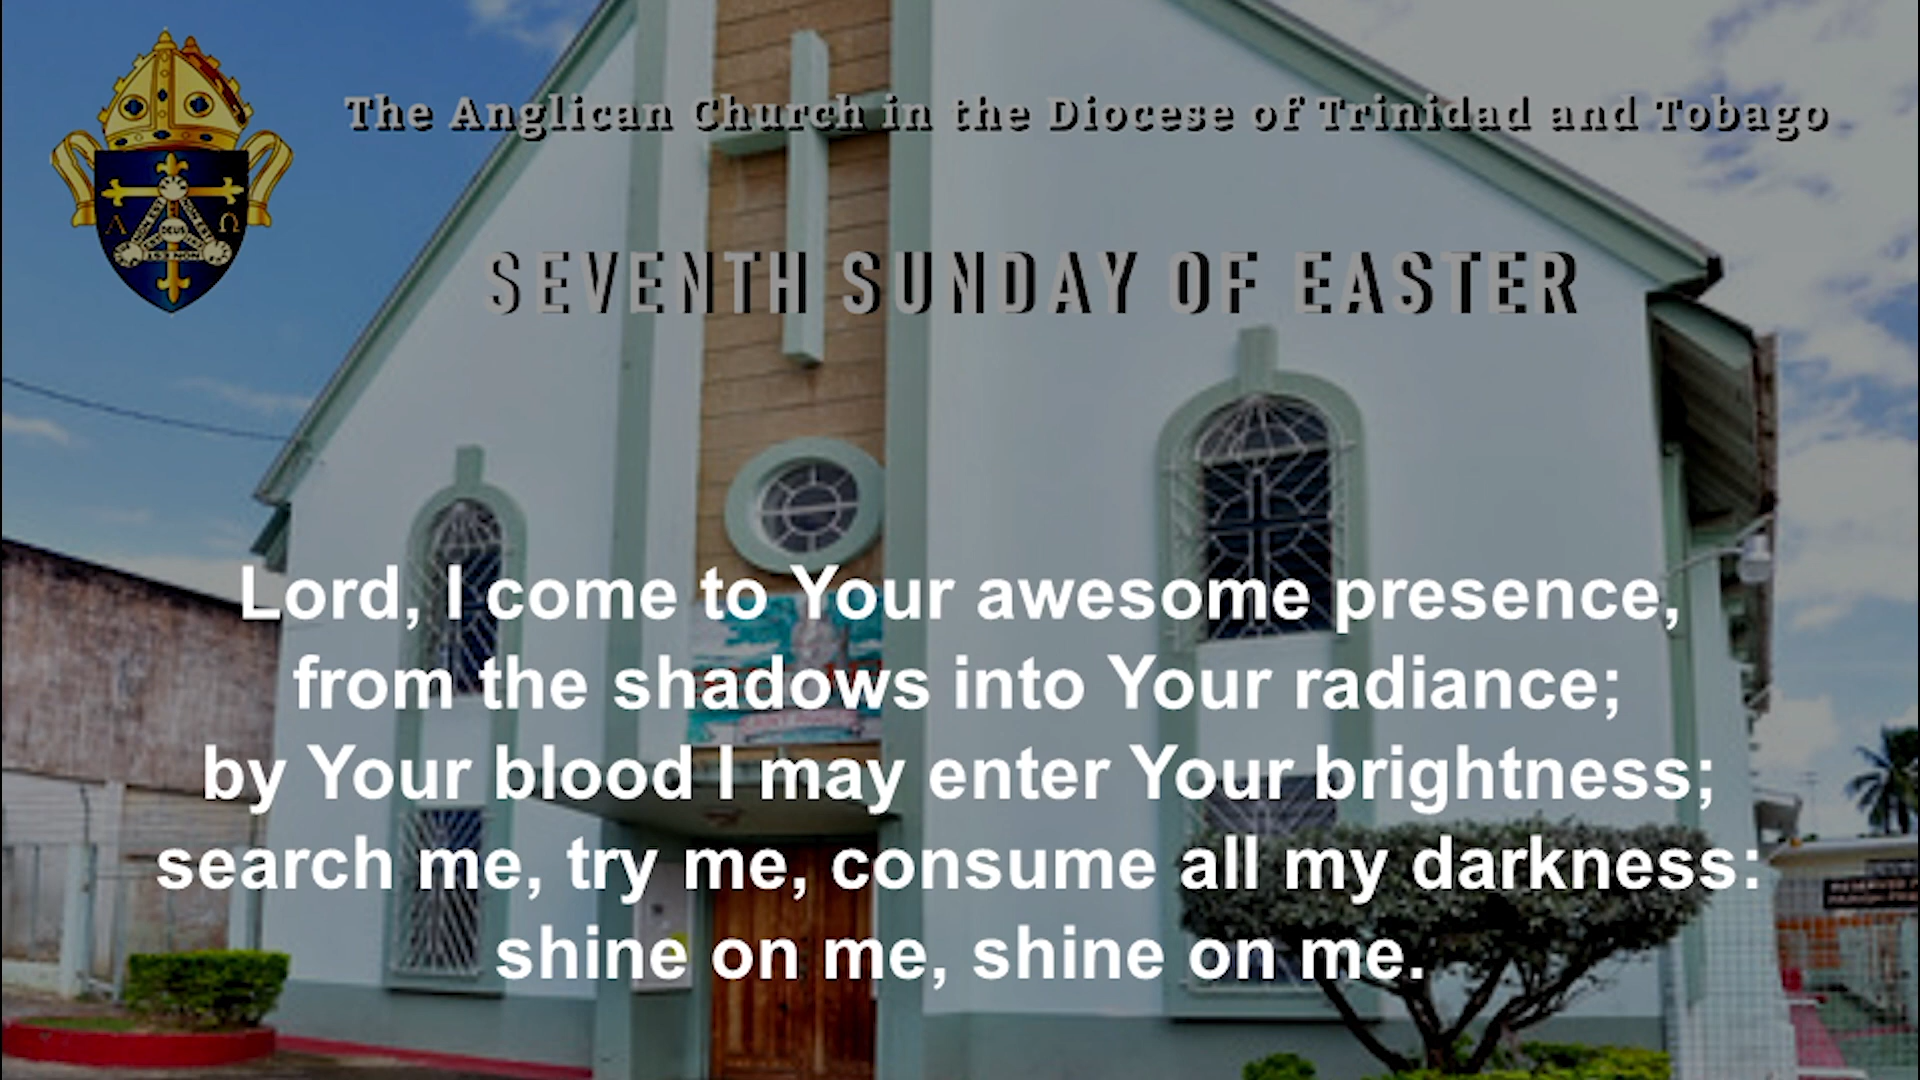 The Anglican Church in the Diocese of Trinidad and Tobago
SEVENTH SUNDAY OF EASTER
Lord, I come to Your awesome presence,
from the shadows into Your radiance;
by Your blood I may enter Your brightness;
search me, try me, consume all my darkness:
shine on me, shine on me.